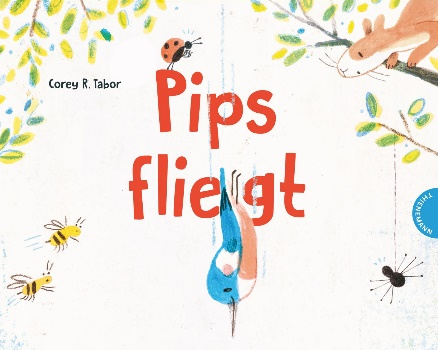 Corey R. Tabor
Pips
fliegt
THIENEMANN